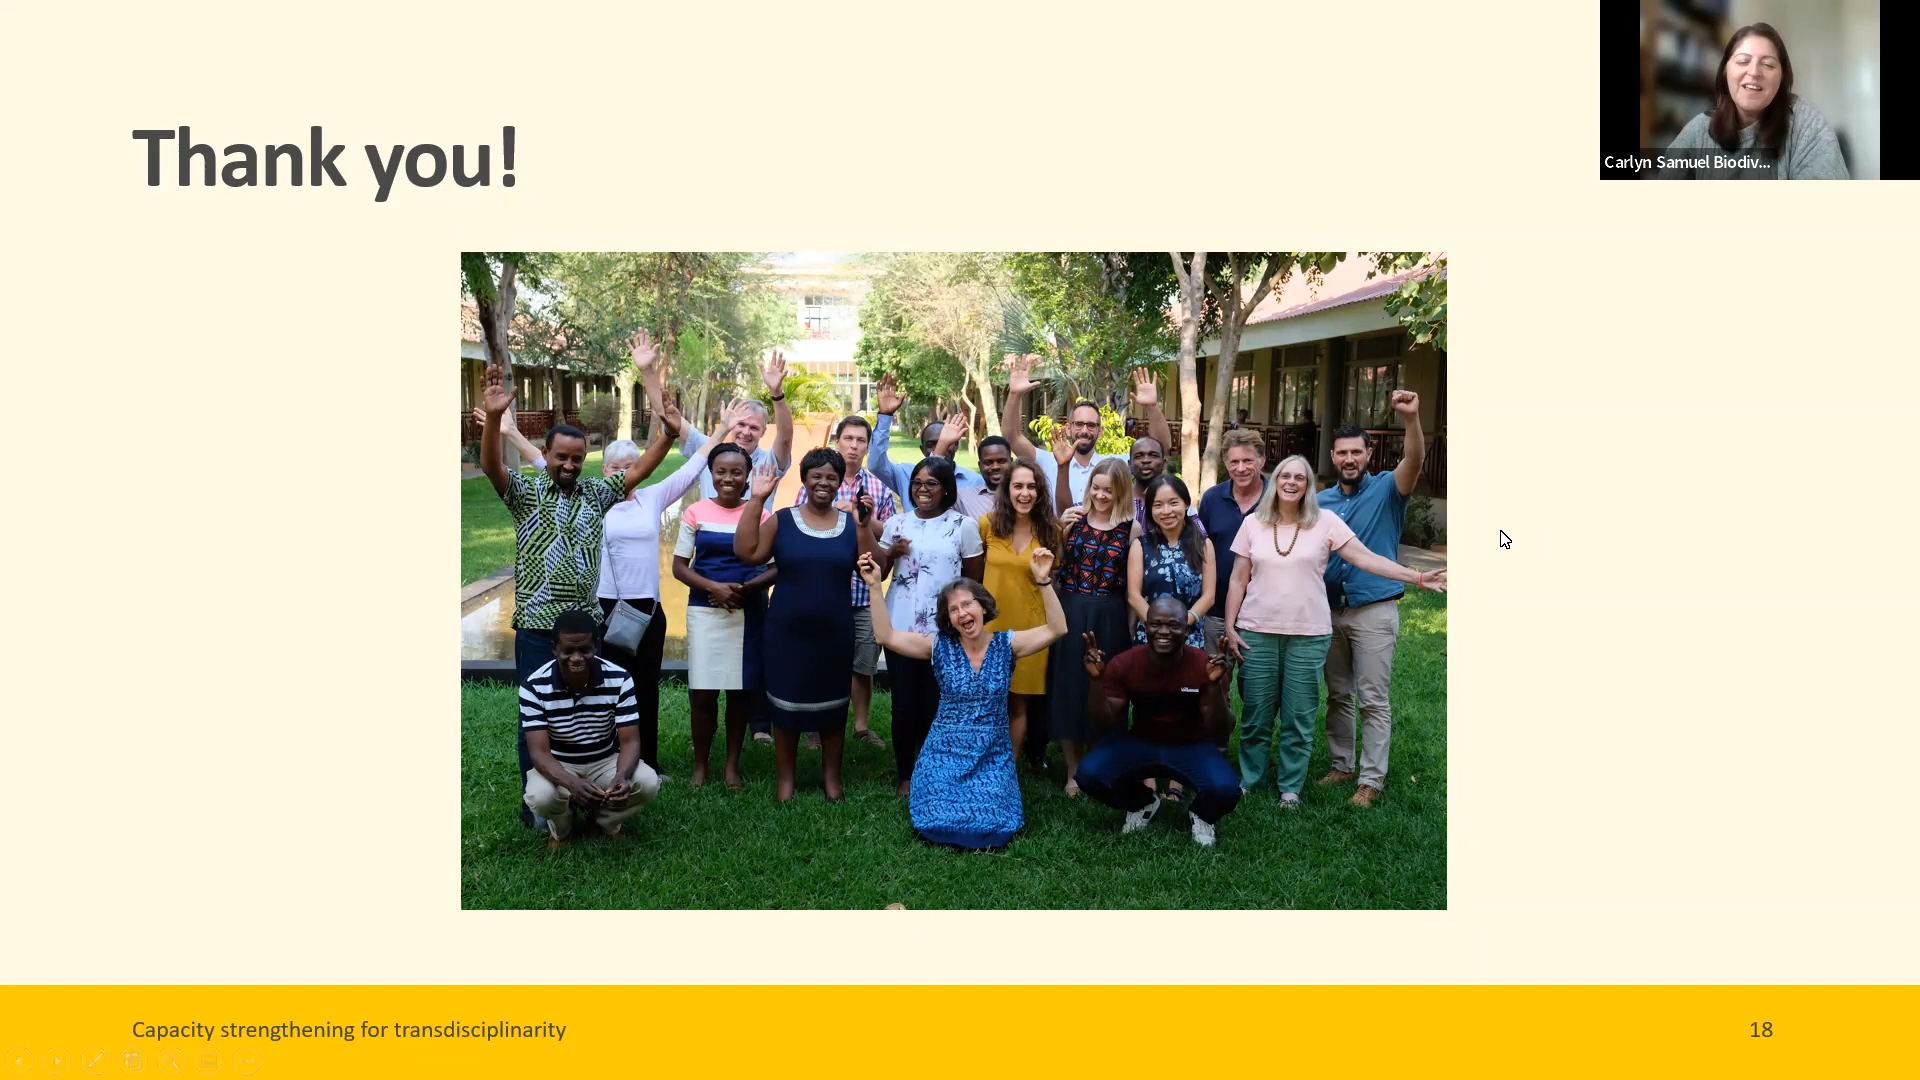 Thank you!
Carlyn Samuel Biodiv...
Capacity strengthening for transdisciplinarity
18